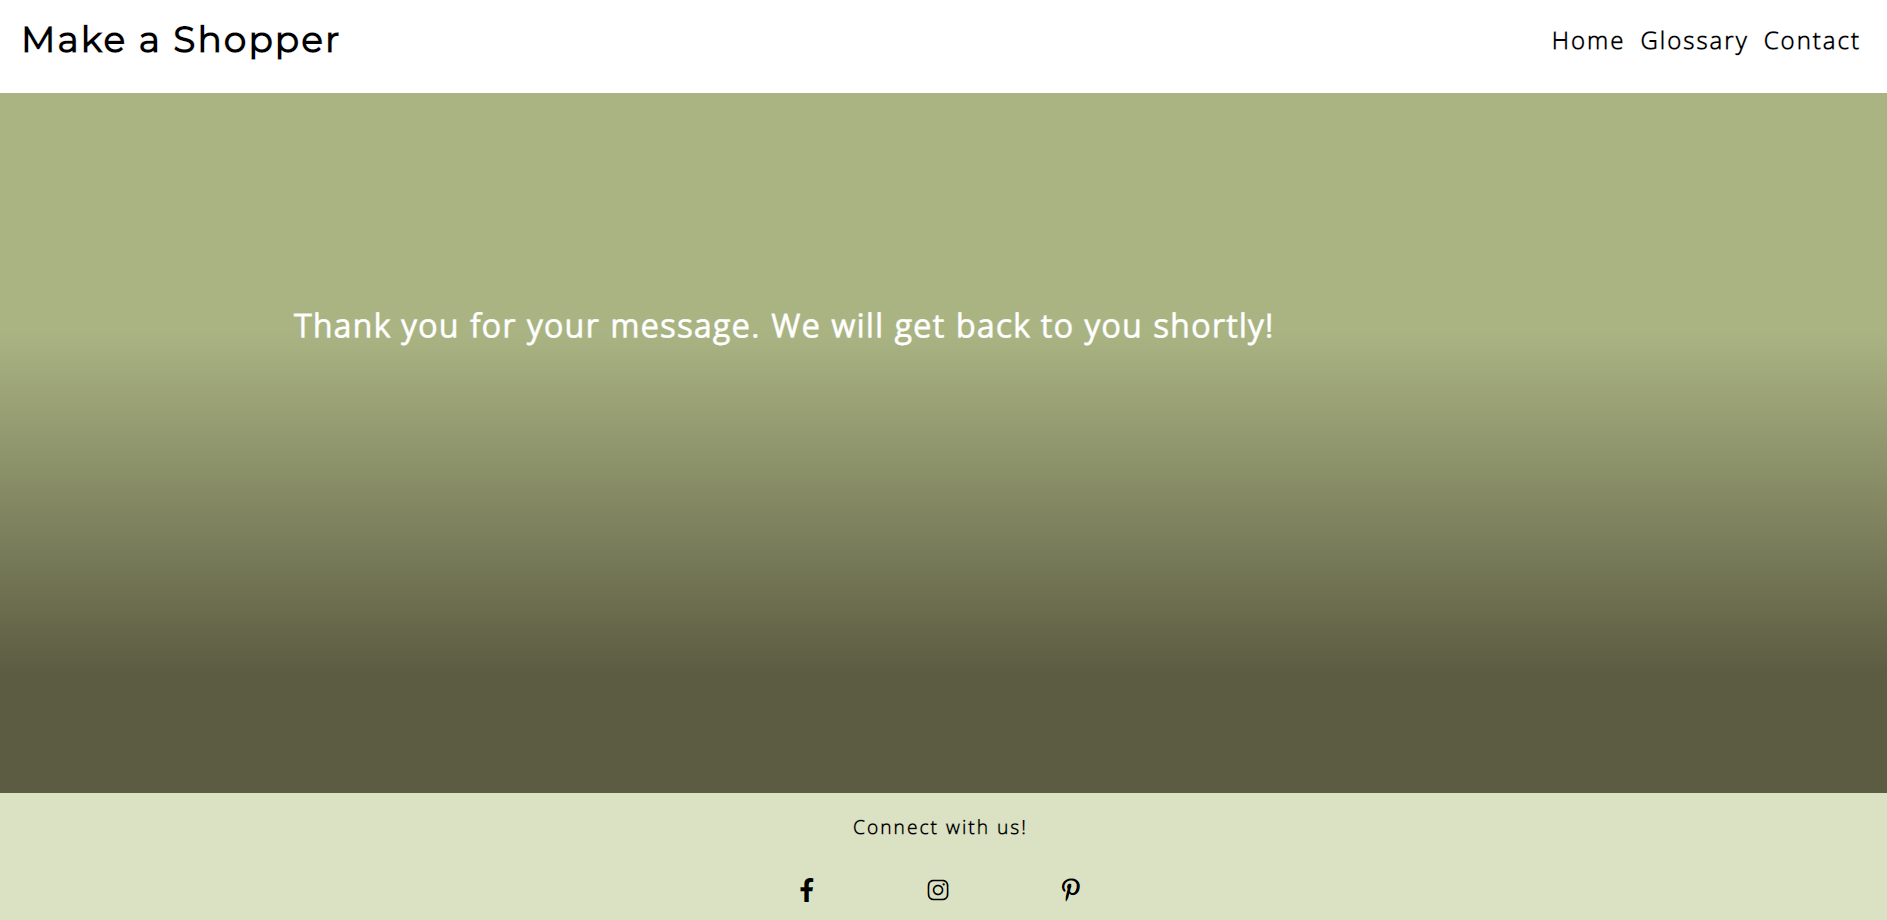 Make a Shopper
Home Glossary Contact
Thank you for your message. We will get back to you shortly!
Connect with us!